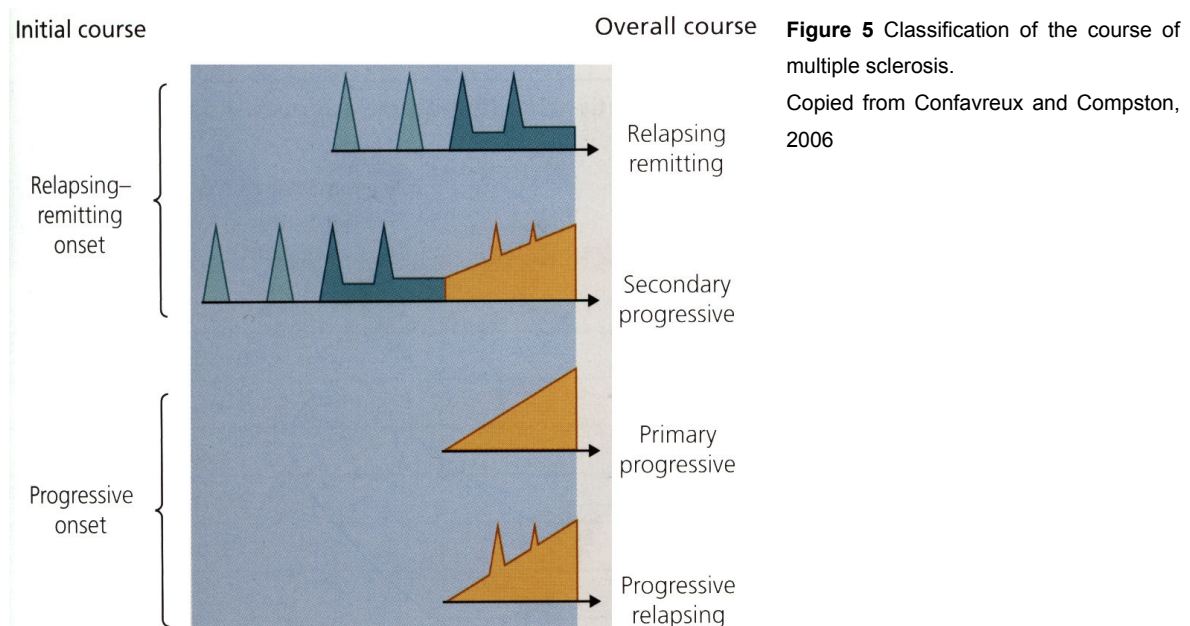 Initial course
Overall course
Relapsing–
remitting
onset
Relapsing
remitting
Secondary
progressive
Progressive
onset
Primary
progressive
Progressive
relapsing
Figure 5 Classification of the course of
multiple sclerosis.
Copied from Confavreux and Compston,
2006